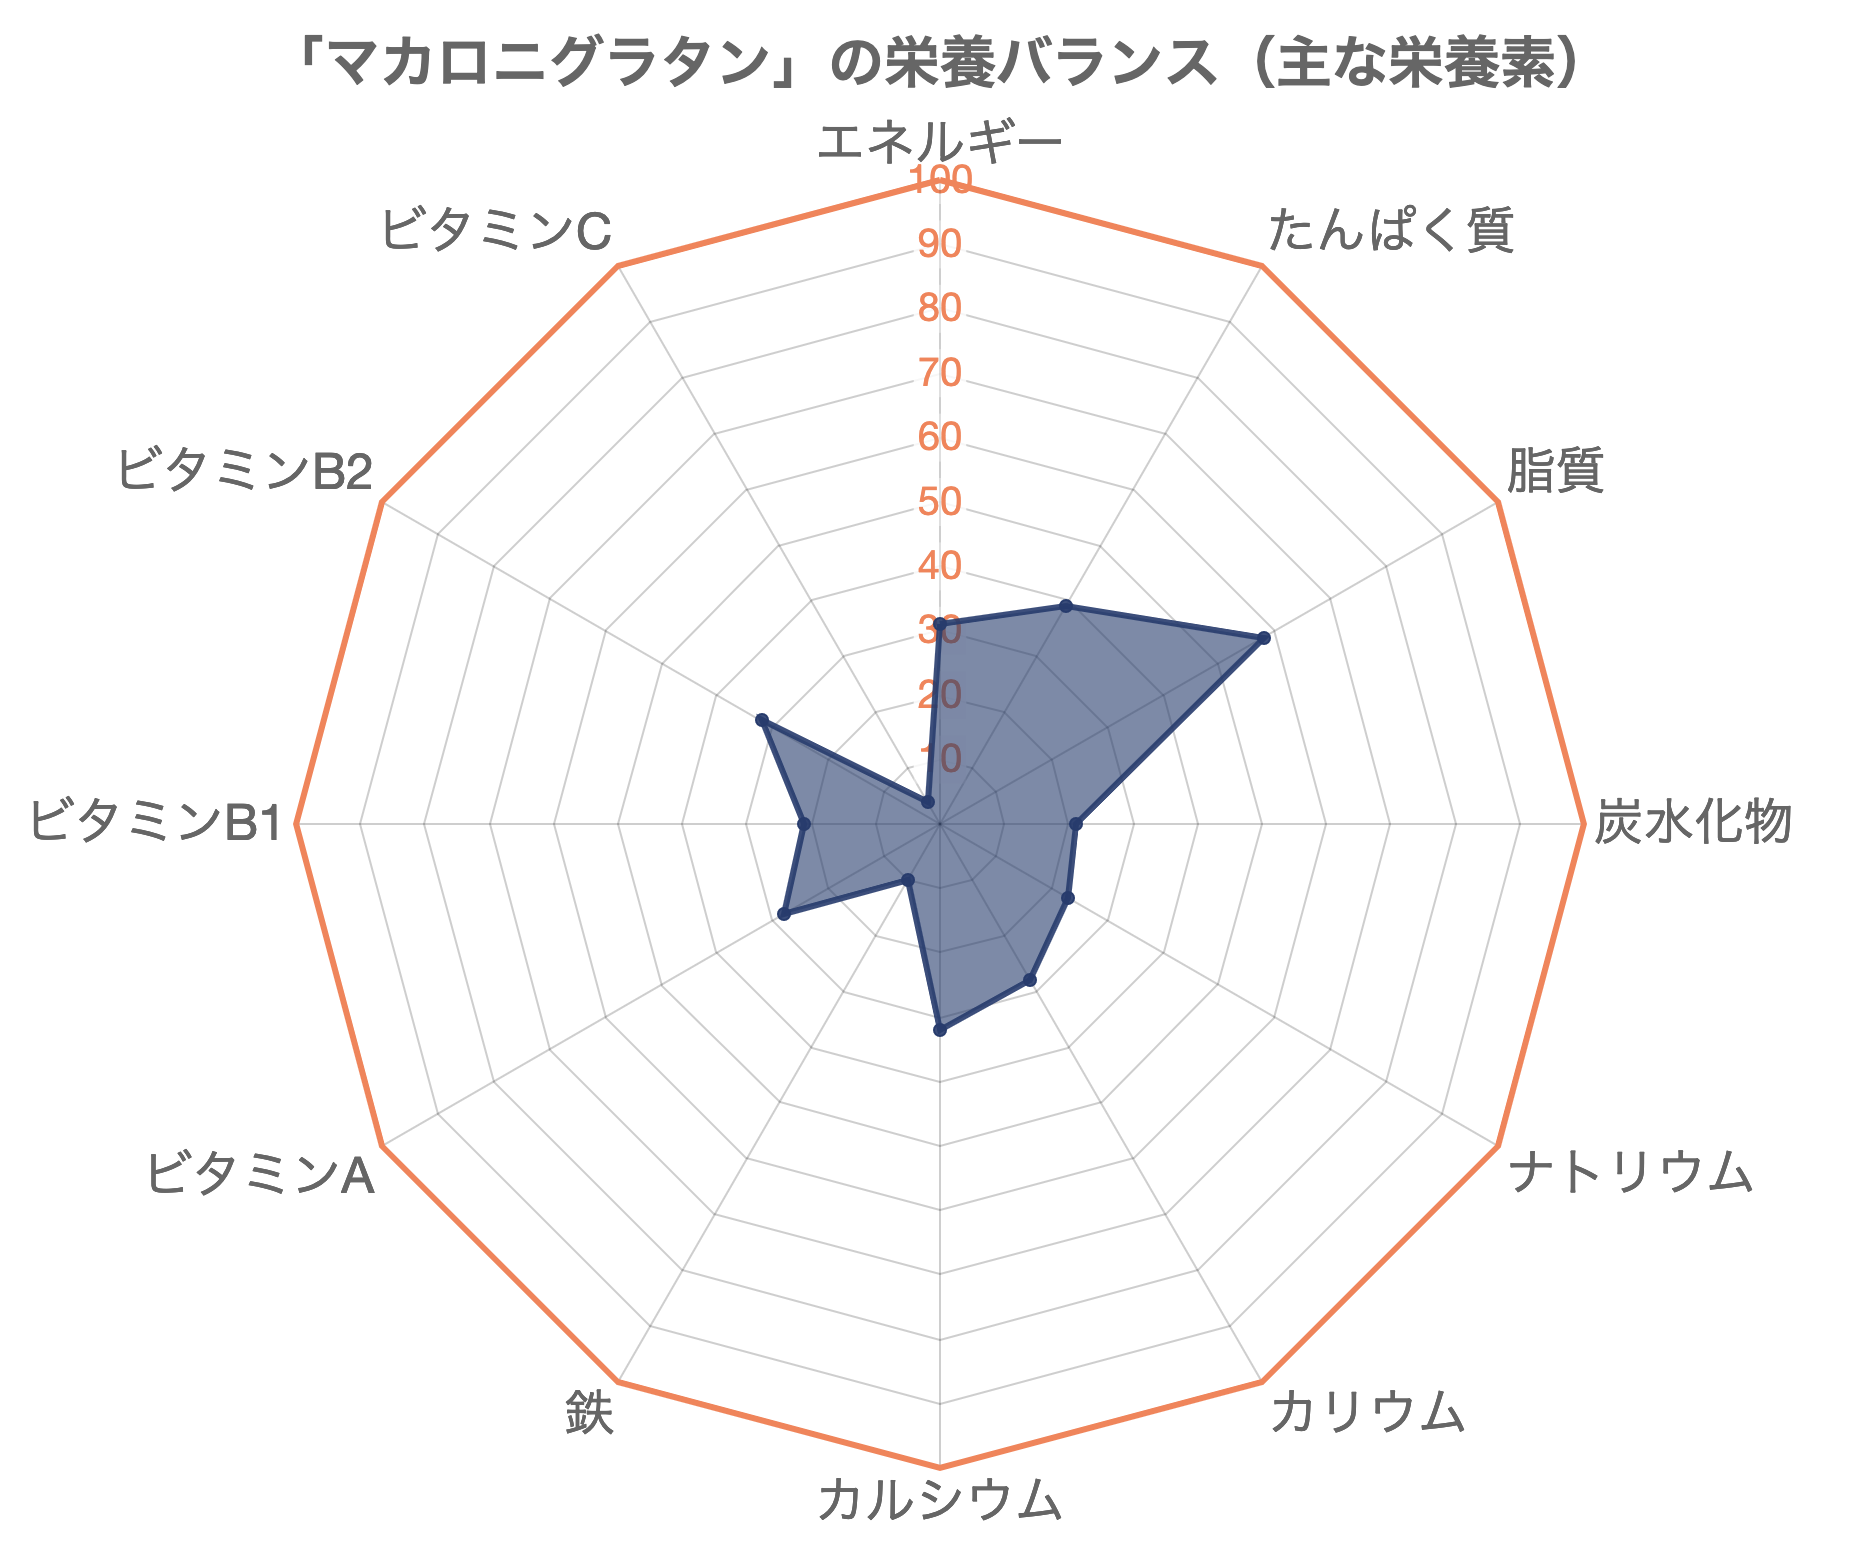 「マカロニグラタン」の栄養バランス（主な栄養素）
エネルギー
たんぱく質
脂質
炭水化物
ナトリウム
カリウム
カルシウム
鉄
ビタミンA
ビタミンB1
ビタミンB2
ビタミンC
100
90
80
70
60
50
40
30
20
10